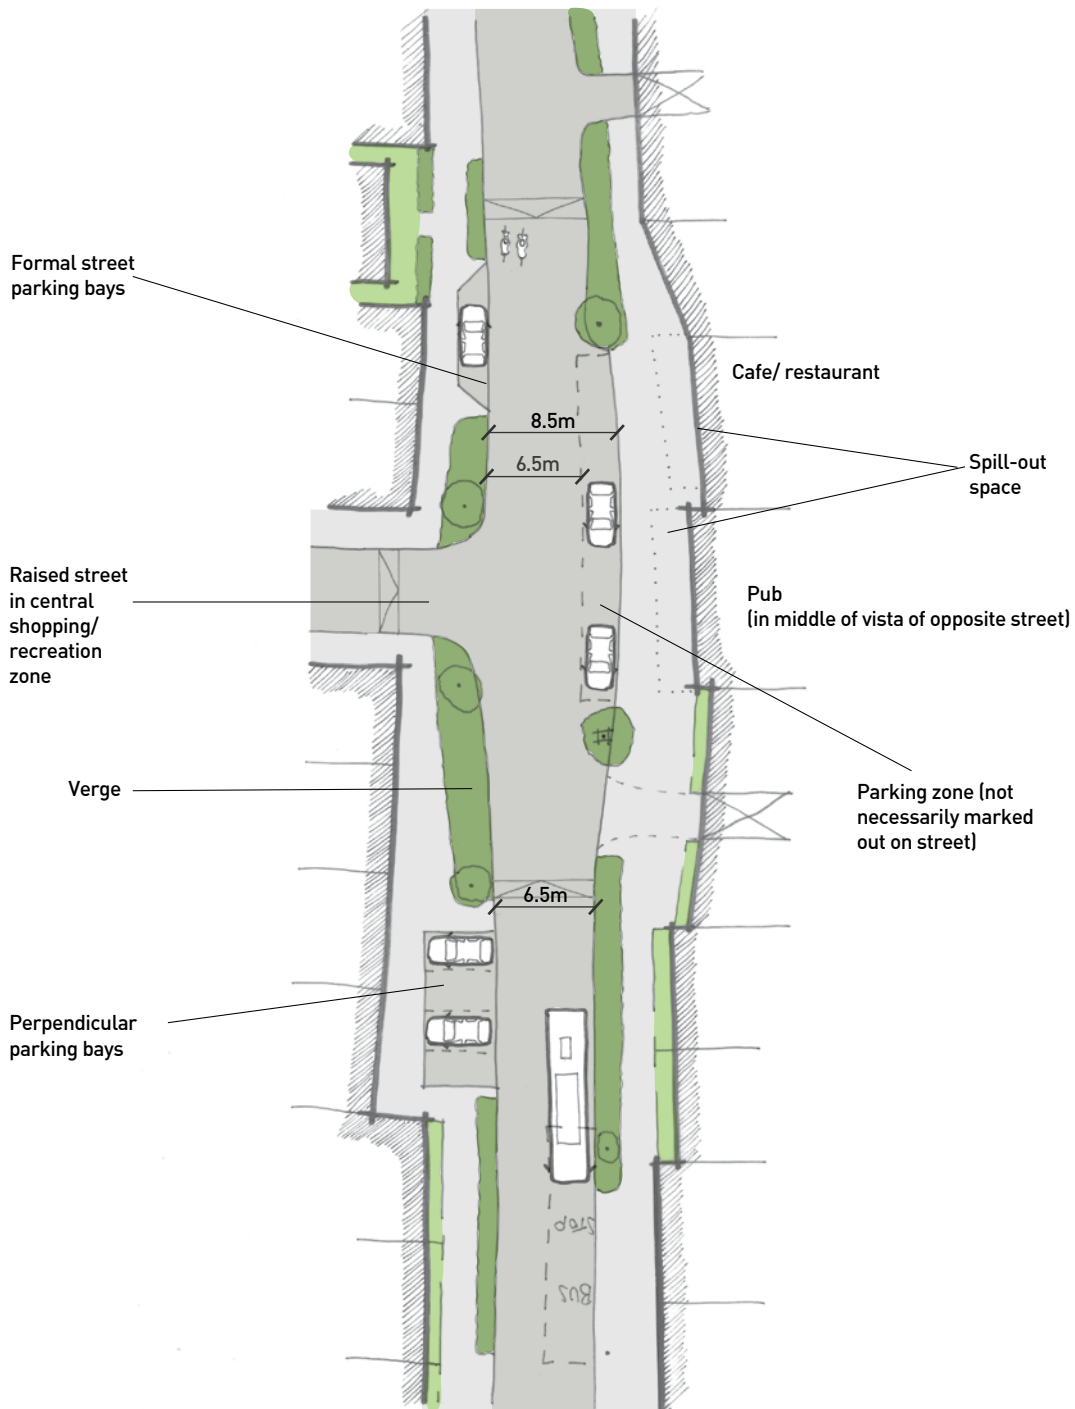 Formal street
parking bays
Cafe/ restaurant
8.5m
6.5m
Spill-out
space
Raised street
in central
shopping/
recreation
zone
Pub
(in middle of vista of opposite street)
Verge
Parking zone (not
necessarily marked
out on street)
6.5m
Perpendicular
parking bays
STOP
BUS